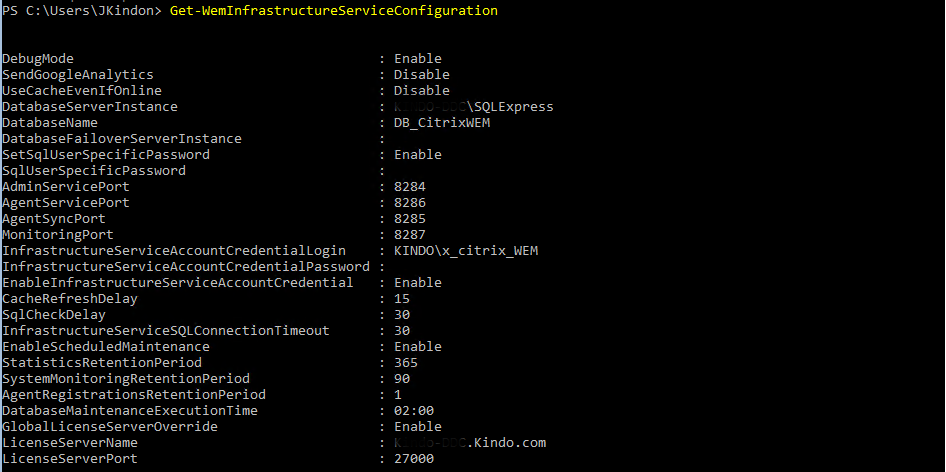 PS C:\Users\JKindon> Get-WemInfrastructureServiceConfiguration
DebugMode : Enable
SendGoogleAnalytics : Disable
UseCacheEvenIfOnline : Disable
DatabaseServerInstance : \SQLExpress
DatabaseName : DB_CitrixWEM
DatabaseFailoverServerInstance :
SetSqlUserSpecificPassword : Enable
SqlUserSpecificPassword :
AdminServicePort : 8284
AgentServicePort : 8286
AgentSyncPort : 8285
MonitoringPort : 8287
InfrastructureServiceAccountCredentialLogin : KINDO\x_citrix_WEM
InfrastructureServiceAccountCredentialPassword :
EnableInfrastructureServiceAccountCredential : Enable
CacheRefreshDelay : 15
SqlCheckDelay : 30
InfrastructureServiceSQLConnectionTimeout : 30
EnableScheduledMaintenance : Enable
StatisticsRetentionPeriod : 365
SystemMonitoringRetentionPeriod : 90
AgentRegistrationsRetentionPeriod : 1
DatabaseMaintenanceExecutionTime : 02:00
GlobalLicenseServerOverride : Enable
LicenseServerName : .Kindo.com
LicenseServerPort : 27000